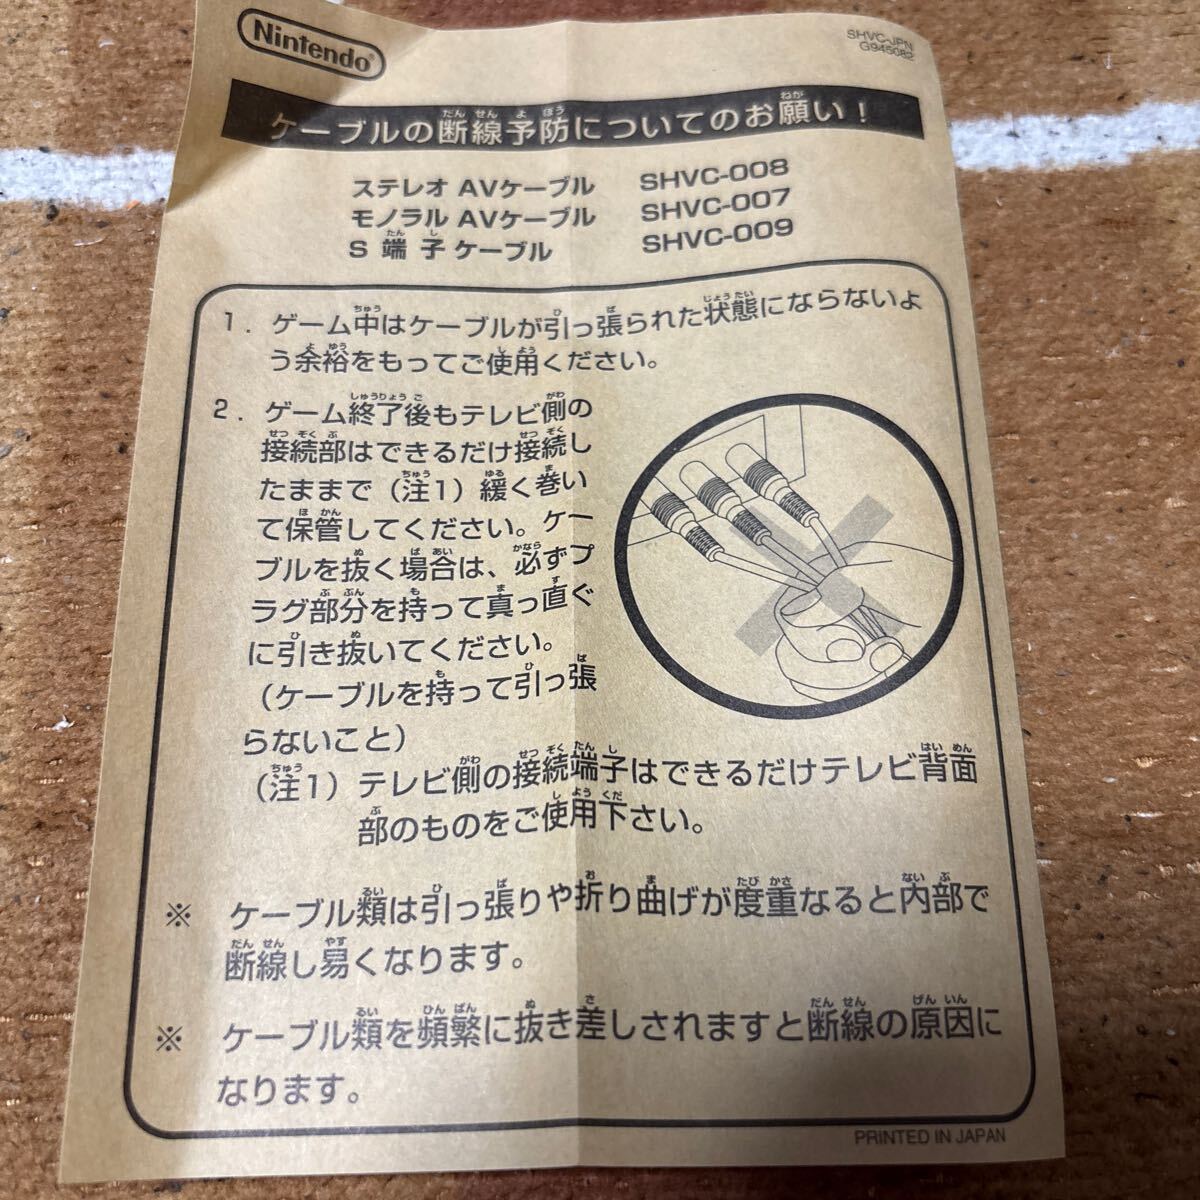 Nintendo®
SHVC-JPN
G945082
ケーブルの断線予防についてのお願い！
ステレオ AVケーブル SHVC-008
モノラル AVケーブル SHVC-007
S 端子 ケーブル SHVC-009
1．ゲーム中はケーブルが引っ張られた状態にならないよ
う余裕をもってご使用ください。
2．ゲーム終了後もテレビ側の
接続部はできるだけ接続し
たままで（注1）緩く巻い
て保管してください。ケー
ブルを抜く場合は、必ずプ
ラグ部分を持って真っ直ぐ
に引き抜いてください。
（ケーブルを持って引っ張
らないこと）
（注1）テレビ側の接続端子はできるだけテレビ背面
部のものをご使用下さい。
※ ケーブル類は引っ張りや折り曲げが度重なると内部で
断線し易くなります。
※ ケーブル類を頻繁に抜き差しされますと断線の原因に
なります。
PRINTED IN JAPAN